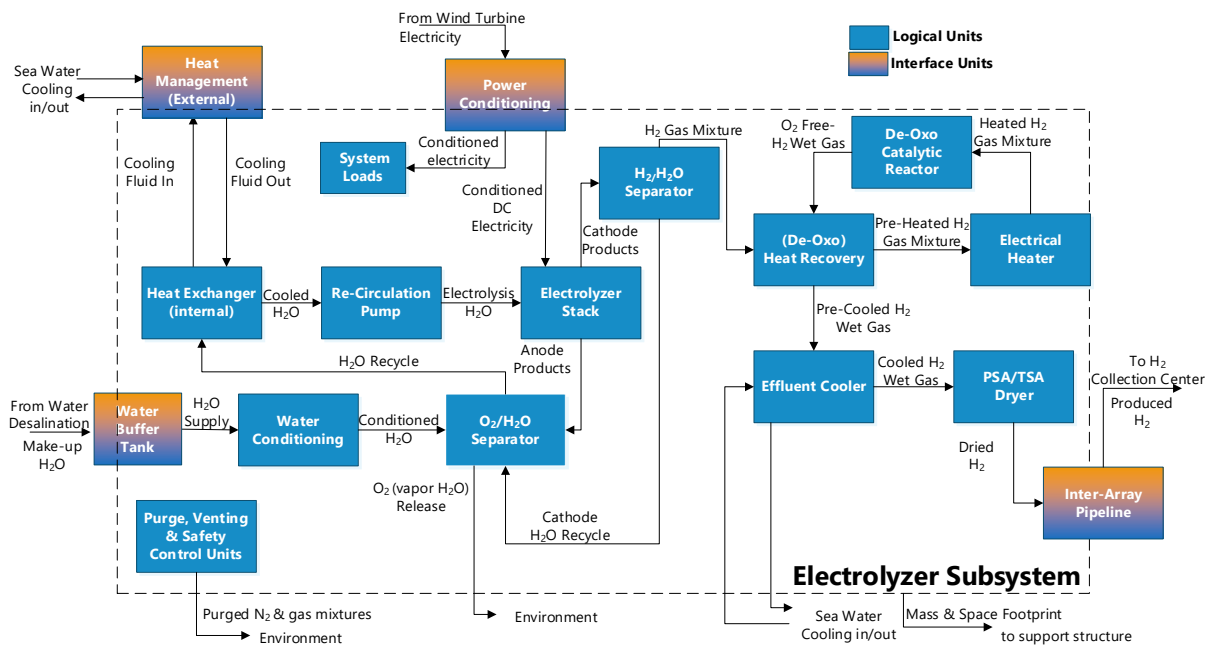 From Wind Turbine
Electricity
Logical Units
Interface Units
Sea Water
Cooling
in/out
Heat
Management
(External)
Power
Conditioning
Cooling
Fluid In
Cooling
Fluid Out
System
Loads
Conditioned
electricity
Conditioned
DC
Electricity
H₂ Gas Mixture
H₂/H₂O
Separator
Cathode
Products
O₂ Free-
H₂ Wet Gas
De-Oxo
Catalytic
Reactor
Heated H₂
Gas Mixture
(De-Oxo)
Heat Recovery
Pre-Heated H₂
Gas Mixture
Electrical
Heater
Heat Exchanger
(internal)
Cooled
H₂O
Re-Circulation
Pump
Electrolysis
H₂O
Electrolyzer
Stack
Pre-Cooled H₂
Wet Gas
H₂O Recycle
Anode
Products
Effluent Cooler
Cooled H₂
Wet Gas
PSA/TSA
Dryer
To H₂
Collection Center
Produced
H₂
From Water
Desalination
Make-up
H₂O
Water
Buffer
Tank
H₂O
Supply
Water
Conditioning
Conditioned
H₂O
O₂/H₂O
Separator
Dried
H₂
O₂ (vapor H₂O)
Release
Cathode
H₂O Recycle
Inter-Array
Pipeline
Purge, Venting
& Safety
Control Units
Electrolyzer Subsystem
Purged N₂ & gas mixtures
Environment
Environment
Sea Water
Cooling in/out
Mass & Space Footprint
to support structure